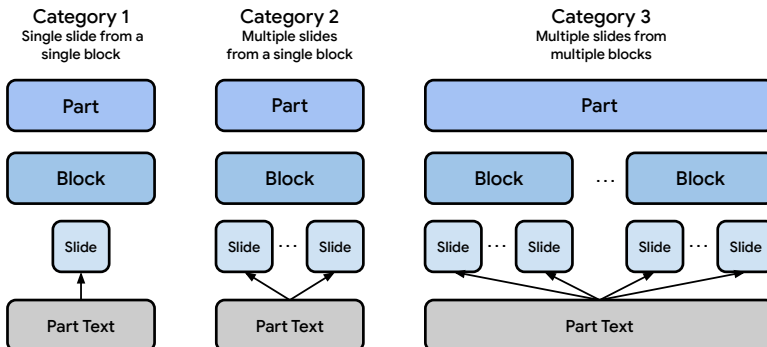 Category 1
Single slide from a
single block
Category 2
Multiple slides
from a single block
Category 3
Multiple slides from
multiple blocks
Part
Part
Part
Block
Block
Block
...
Block
Slide
Slide
...
Slide
Slide
...
Slide
Slide
...
Slide
Part Text
Part Text
Part Text